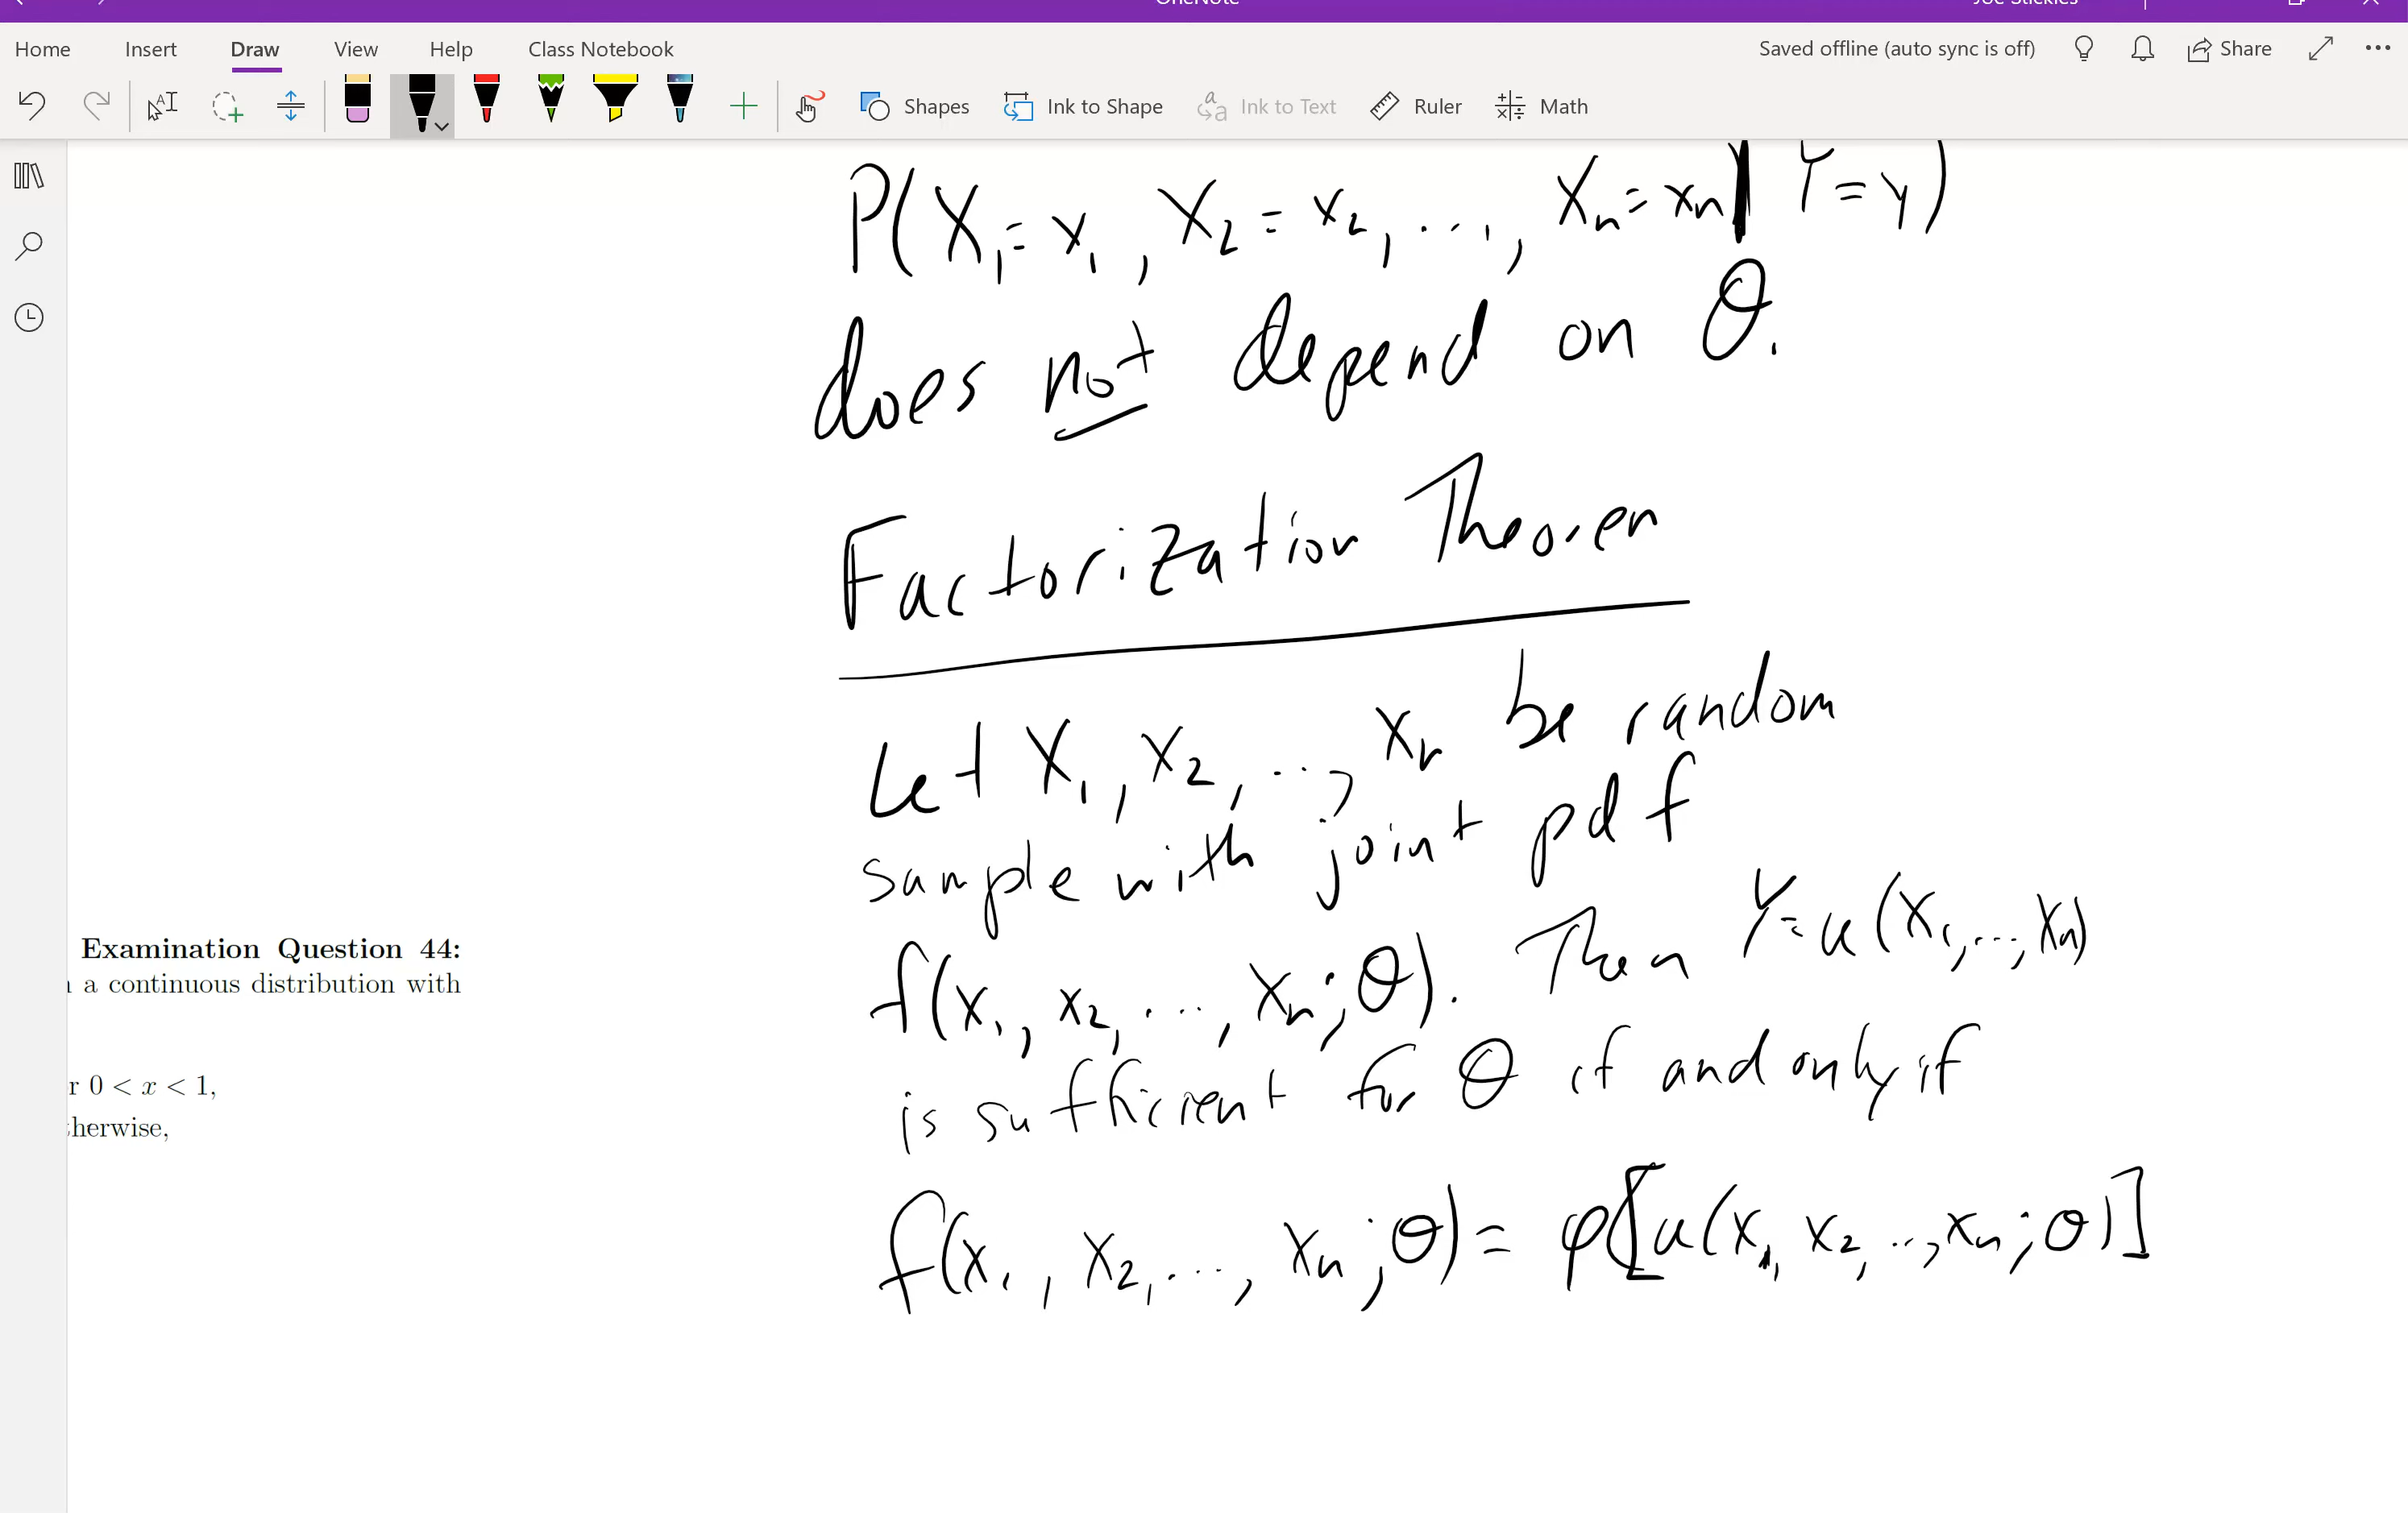 OneNote
Joe Stickles
Home Insert Draw View Help Class Notebook Saved offline (auto sync is off) Share
Shapes Ink to Shape Ink to Text Ruler Math
P(X₁ = x₁, X₂ = x₂, ..., Xₙ = xₙ | Y = y)
does not depend on θ.
Factorization Theorem
Let X₁, X₂, ..., Xₙ be random
sample with joint pdf
f(x₁, x₂, ..., xₙ; θ). Then Y = u(X₁, ..., Xₙ)
is sufficient for θ if and only if
f(x₁, x₂, ..., xₙ; θ) = φ[u(x₁, x₂, ..., xₙ; θ)]
Examination Question 44:
a continuous distribution with
r 0 < x < 1,
herwise,